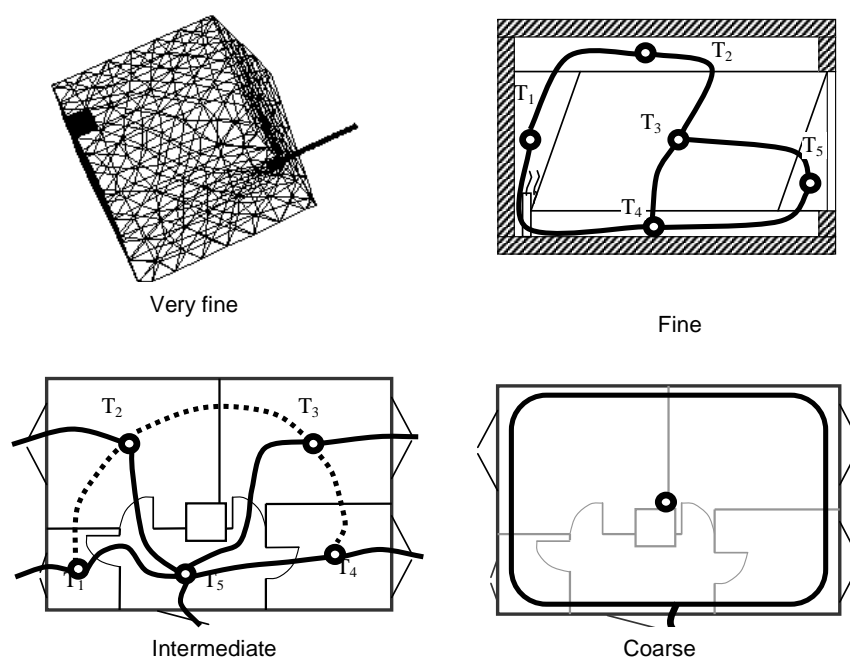 T2
T1
T3
T5
T4
Very fine
Fine
T2
T3
T1
T5
T4
Intermediate
Coarse